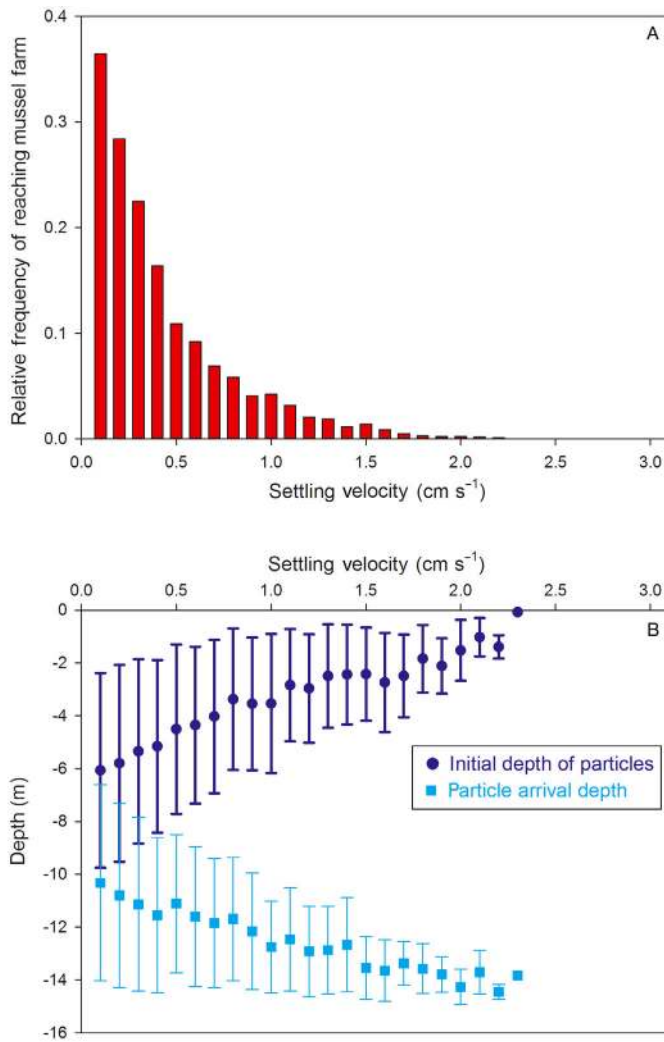 A
Relative frequency of reaching mussel farm
0.4
0.3
0.2
0.1
0.0
0.0 0.5 1.0 1.5 2.0 2.5 3.0
Settling velocity (cm s⁻¹)
Settling velocity (cm s⁻¹)
0.0 0.5 1.0 1.5 2.0 2.5 3.0
B
Depth (m)
0
-2
-4
-6
-8
-10
-12
-14
-16
Initial depth of particles
Particle arrival depth